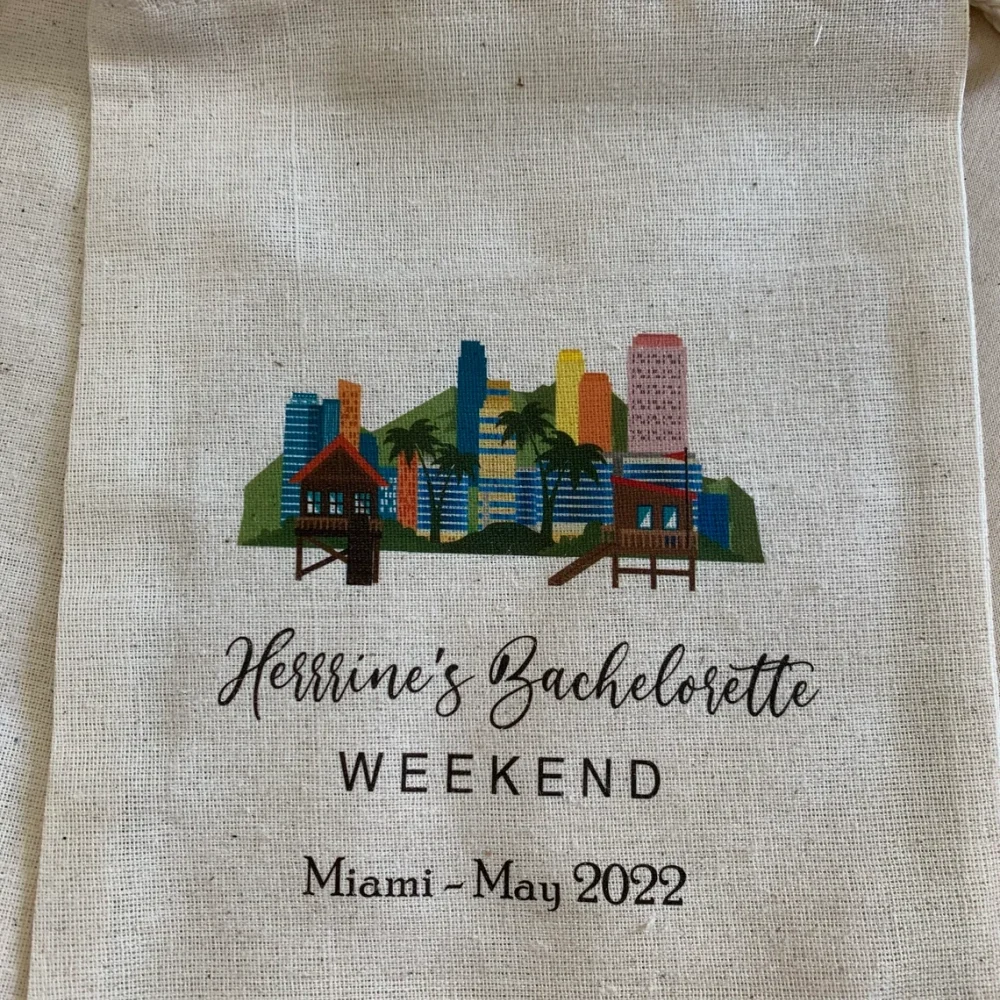 Herrrine's Bachelorette
WEEKEND
Miami - May 2022